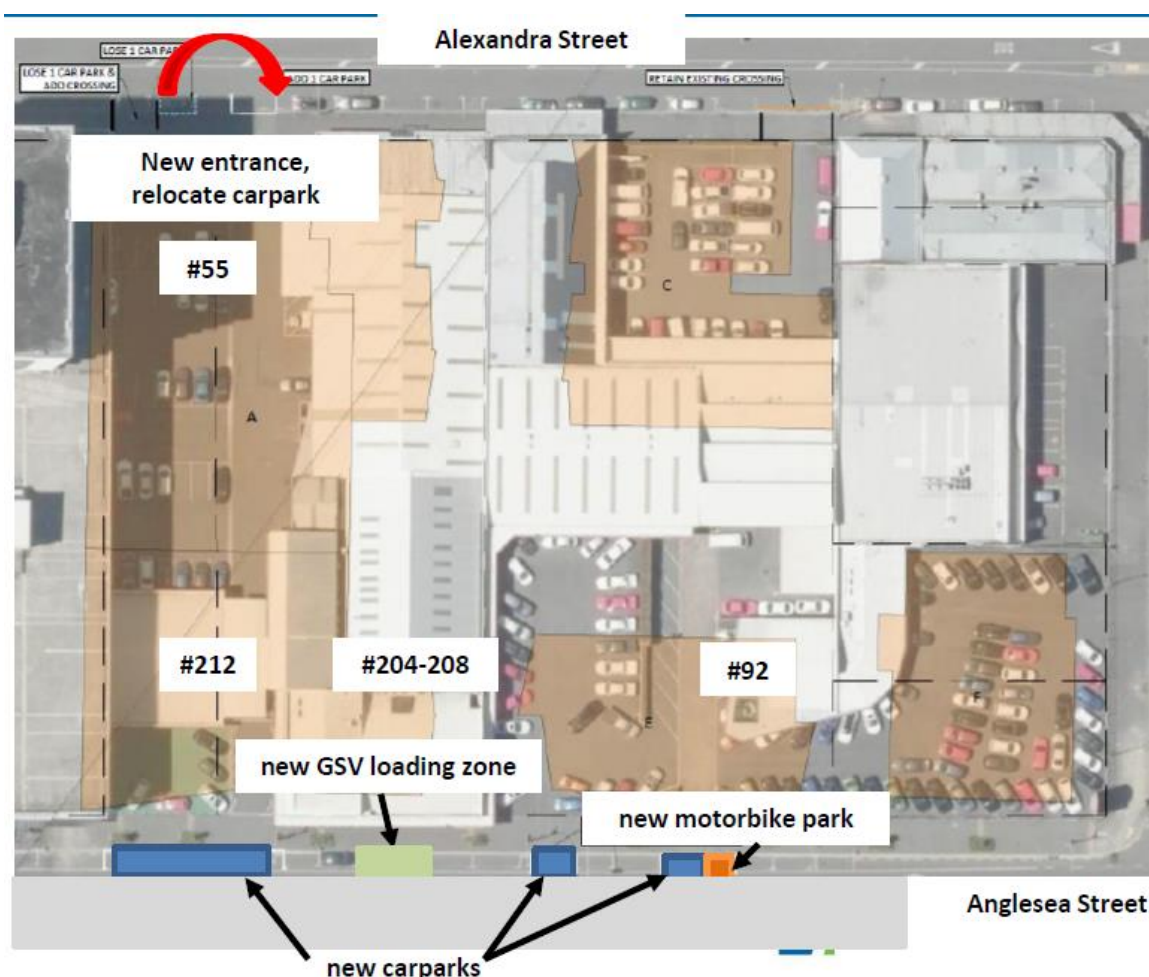 Alexandra Street
LOSE 1 CAR PARK
LOSE 1 CAR PARK &
ADD CROSSING
ADD 1 CAR PARK
RETAIN EXISTING CROSSING
New entrance,
relocate carpark
#55
C
A
#212
#204-208
#92
E
F
new GSV loading zone
new motorbike park
Anglesea Street
new carparks